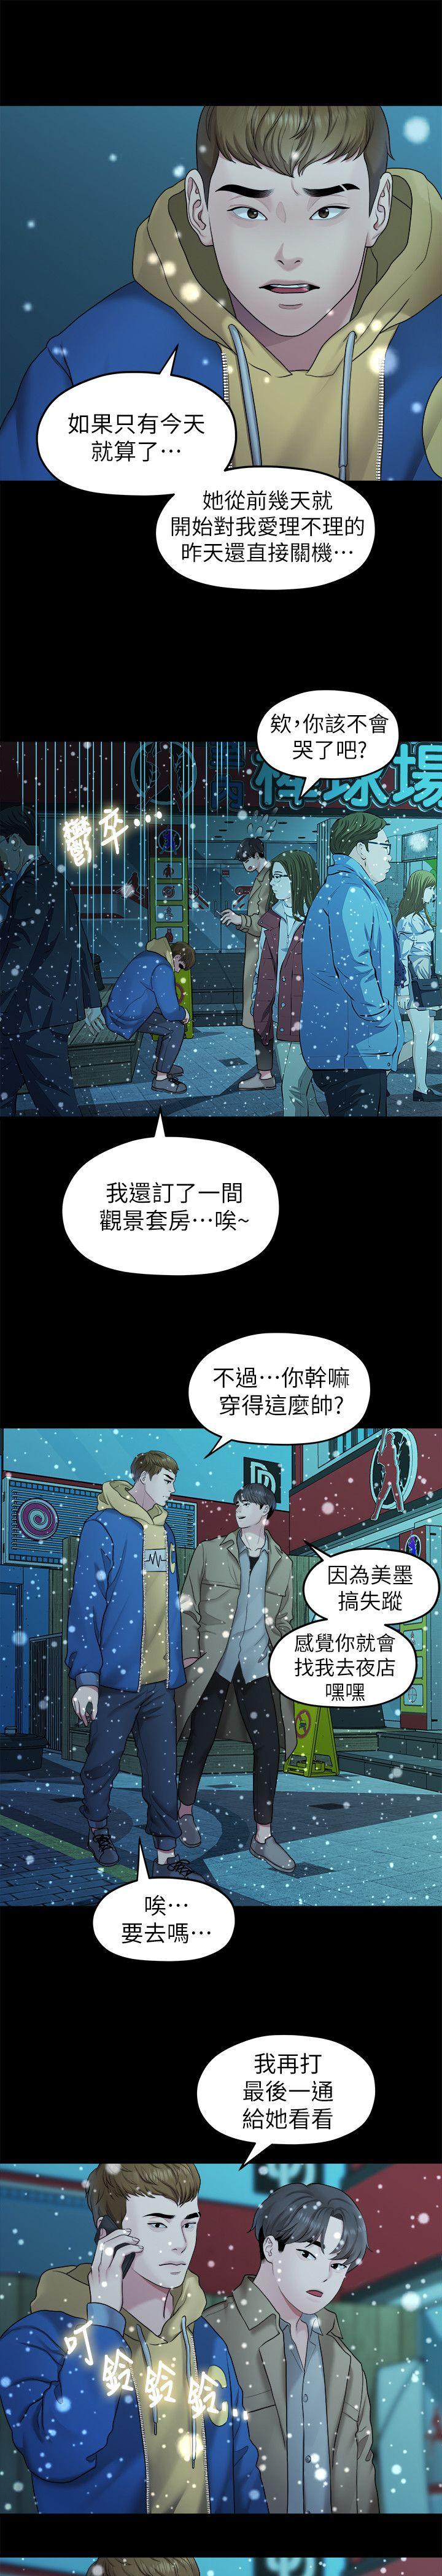 如果只有今天
就算了…
她從前幾天就
開始對我愛理不理的
昨天還直接關機…
欸,你該不會
哭了吧?
棒球場
鬱卒…
我還訂了一間
觀景套房…唉~
不過…你幹嘛
穿得這麼帥?
因為美墨
搞失蹤
感覺你就會
找我去夜店
嘿嘿
唉…
要去嗎…
我再打
最後一通
給她看看
叮鈴鈴鈴…